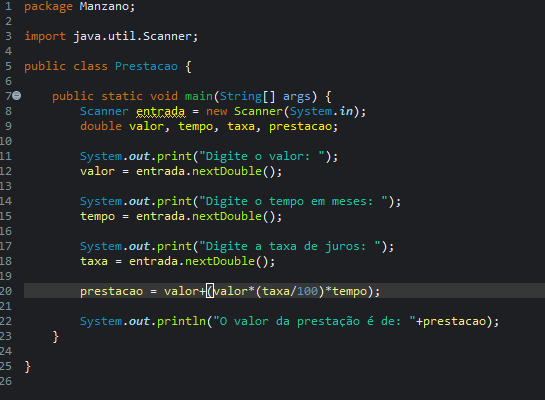 1 package Manzano;
2
3 import java.util.Scanner;
4
5 public class Prestacao {
6
7 public static void main(String[] args) {
8 Scanner entrada = new Scanner(System.in);
9 double valor, tempo, taxa, prestacao;
10
11 System.out.print("Digite o valor: ");
12 valor = entrada.nextDouble();
13
14 System.out.print("Digite o tempo em meses: ");
15 tempo = entrada.nextDouble();
16
17 System.out.print("Digite a taxa de juros: ");
18 taxa = entrada.nextDouble();
19
20 prestacao = valor+(valor*(taxa/100)*tempo);
21
22 System.out.println("O valor da prestação é de: "+prestacao);
23 }
24
25 }
26